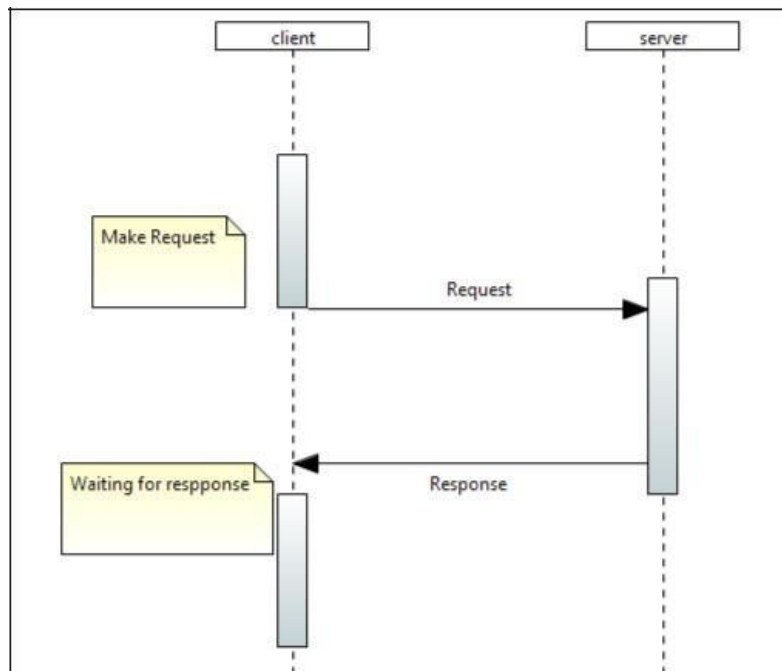 client
server
Make Request
Request
Waiting for respponse
Response